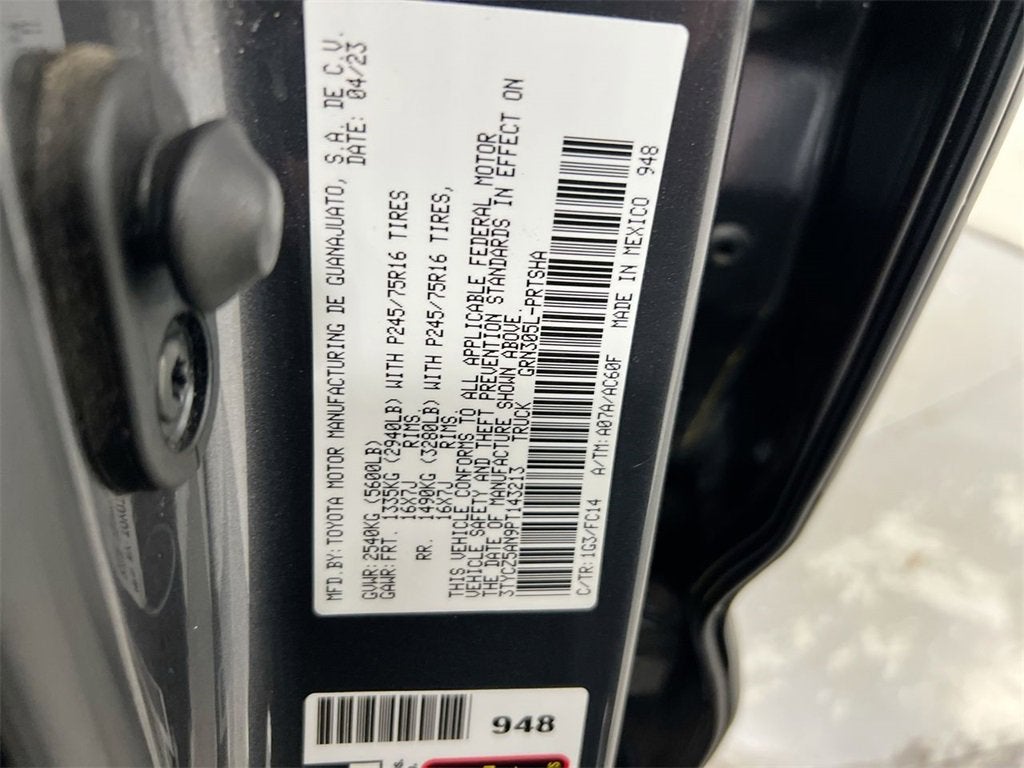 MFD.BY:TOYOTA MOTOR MANUFACTURING DE GUANAJUATO, S.A. DE C.V.
DATE: 04/23
GVWR:2540KG (5600LB)
GAWR:FRT. 1335KG (2940LB) WITH P245/75R16 TIRES
16X7J RIMS.
RR. 1490KG (3280LB) WITH P245/75R16 TIRES,
16X7J RIMS.
THIS VEHICLE CONFORMS TO ALL APPLICABLE FEDERAL MOTOR
VEHICLE SAFETY AND THEFT PREVENTION STANDARDS IN EFFECT ON
THE DATE OF MANUFACTURE SHOWN ABOVE.
3TYCZ5AN9PT143213 TRUCK GRN305L-PRTSHA
C/TR:1G3/FC14 A/TM:A07A/AC60F MADE IN MEXICO 948
948